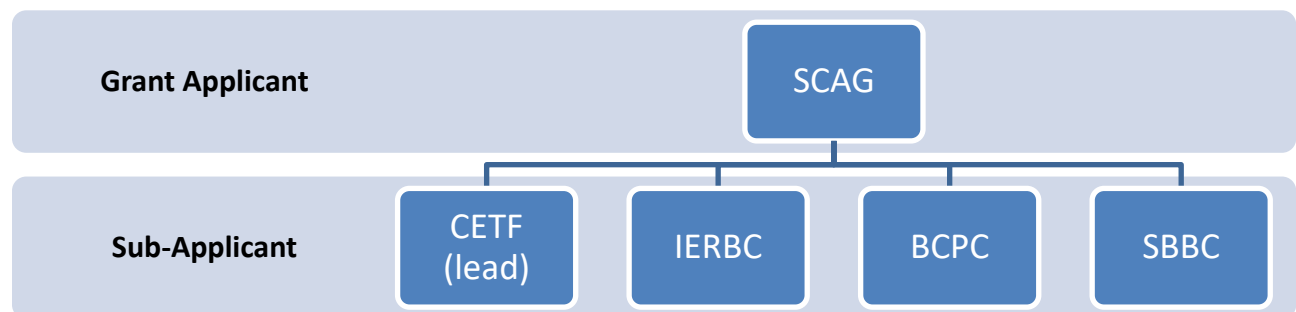 Grant Applicant
SCAG
Sub-Applicant
CETF
(lead)
IERBC
BCPC
SBBC